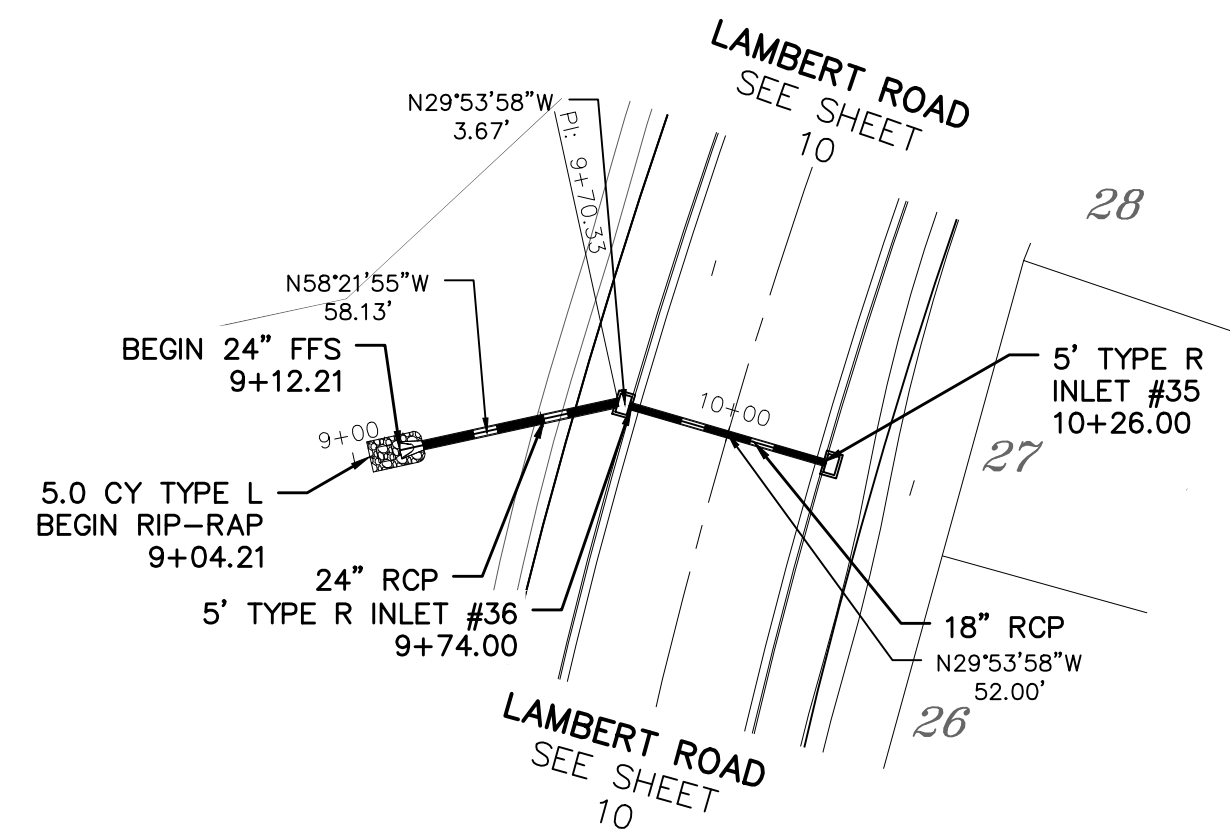 LAMBERT ROAD
SEE SHEET
10
N29°53'58"W
3.67'
PI: 9+70.33
28
N58°21'55"W
58.13'
BEGIN 24" FFS
9+12.21
5' TYPE R
INLET #35
10+26.00
10+00
9+00
27
5.0 CY TYPE L
BEGIN RIP-RAP
9+04.21
24" RCP
5' TYPE R INLET #36
9+74.00
18" RCP
N29°53'58"W
52.00'
26
LAMBERT ROAD
SEE SHEET
10